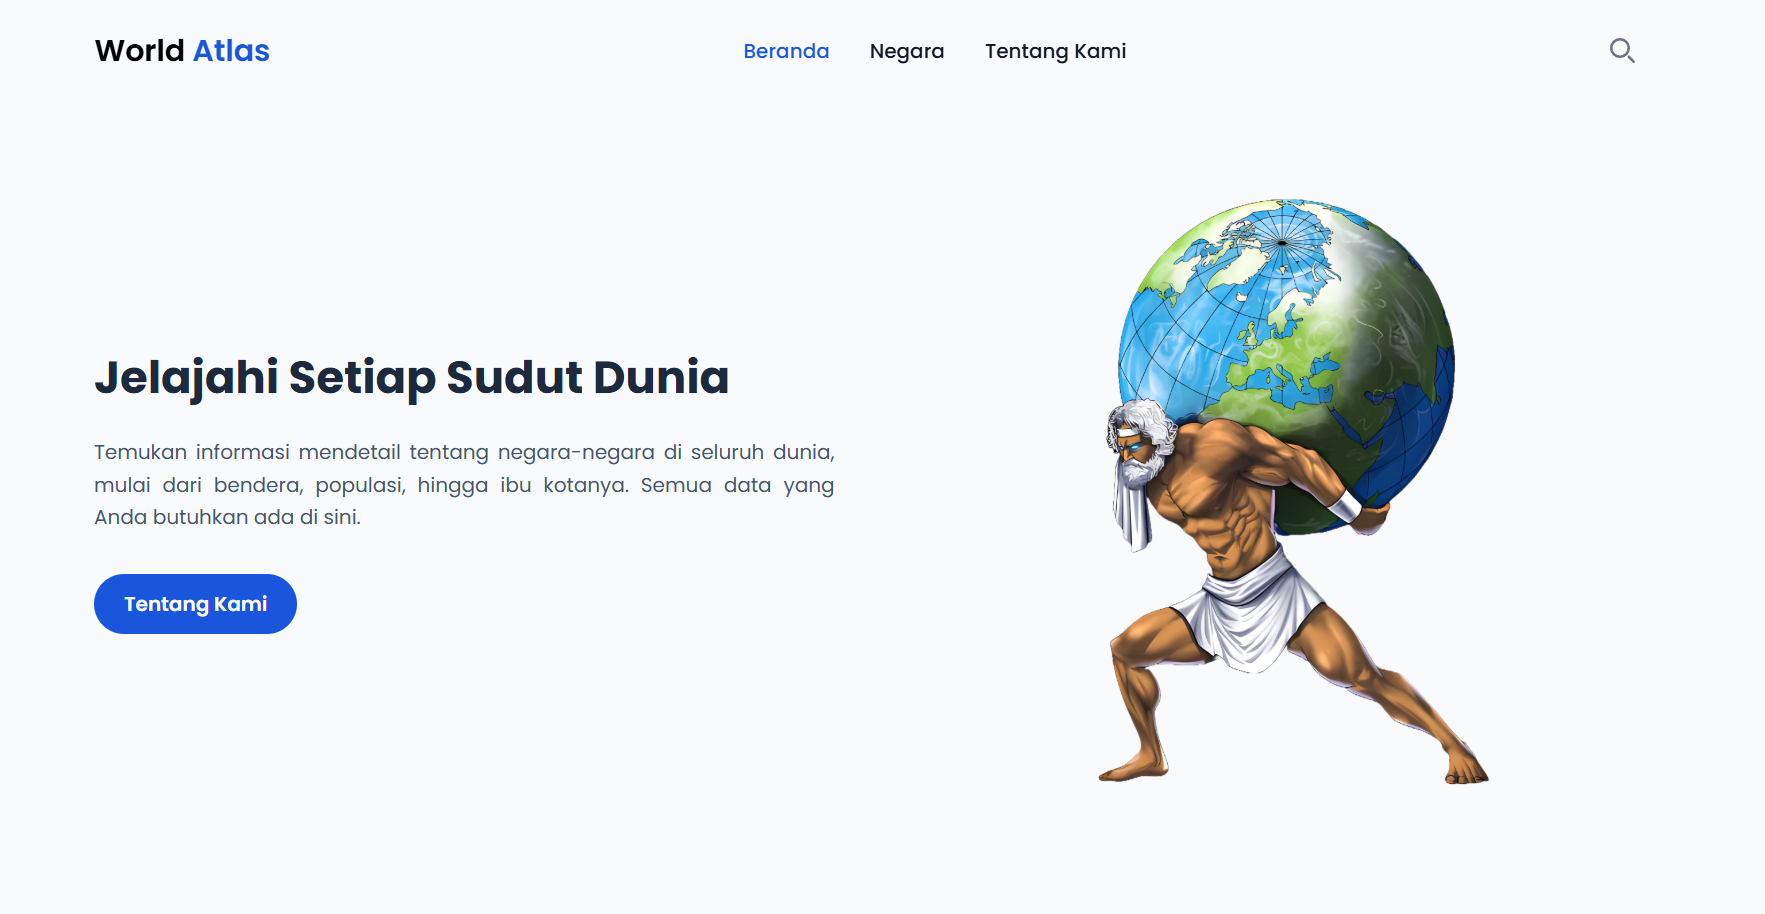 World Atlas
Beranda
Negara
Tentang Kami
Jelajahi Setiap Sudut Dunia
Temukan informasi mendetail tentang negara-negara di seluruh dunia,
mulai dari bendera, populasi, hingga ibu kotanya. Semua data yang
Anda butuhkan ada di sini.
Tentang Kami